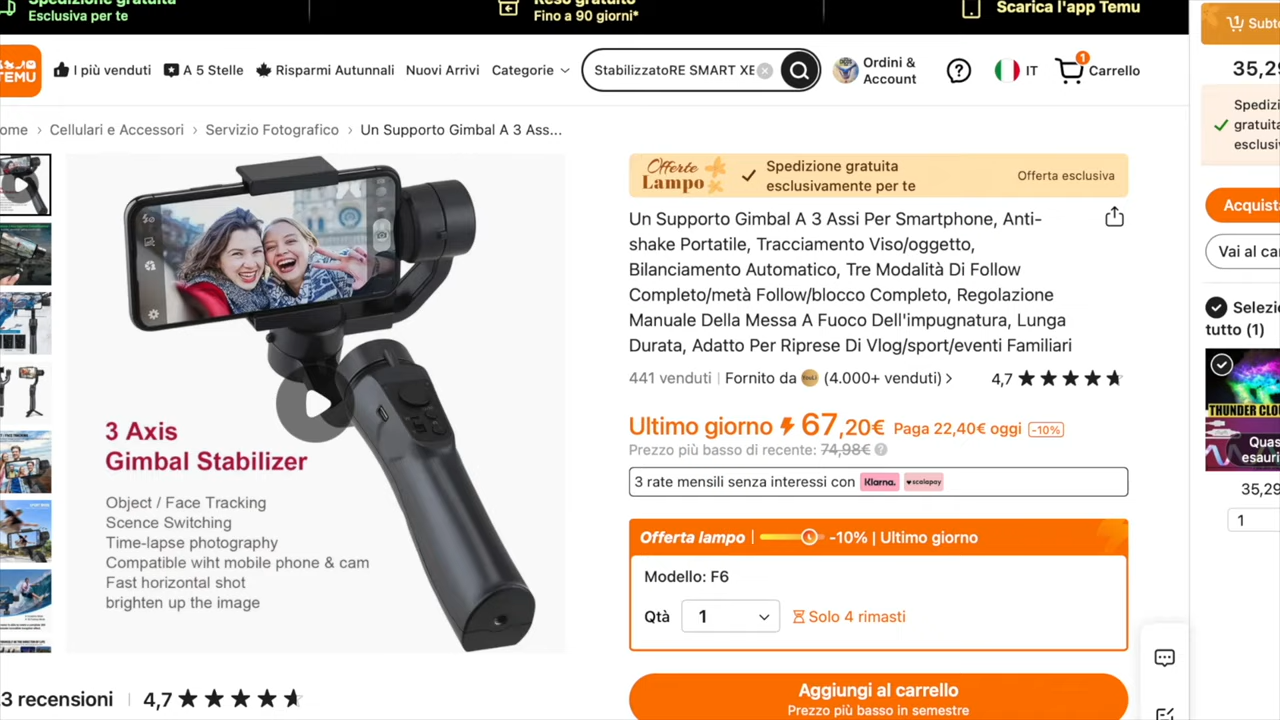 Spedizione gratuita
Esclusiva per te
Reso gratuito
Fino a 90 giorni*
Scarica l'app Temu
TEMU
I più venduti
A 5 Stelle
Risparmi Autunnali
Nuovi Arrivi
Categorie
StabilizzatoRE SMART XE
Ordini &
Account
IT
1
Carrello
ome › Cellulari e Accessori › Servizio Fotografico › Un Supporto Gimbal A 3 Ass...
3 Axis
Gimbal Stabilizer
Object / Face Tracking
Scence Switching
Time-lapse photography
Compatible wiht mobile phone & cam
Fast horizontal shot
brighten up the image
3 recensioni
4,7
Offerte
Lampo
Spedizione gratuita
esclusivamente per te
Offerta esclusiva
Un Supporto Gimbal A 3 Assi Per Smartphone, Anti-
shake Portatile, Tracciamento Viso/oggetto,
Bilanciamento Automatico, Tre Modalità Di Follow
Completo/metà Follow/blocco Completo, Regolazione
Manuale Della Messa A Fuoco Dell'impugnatura, Lunga
Durata, Adatto Per Riprese Di Vlog/sport/eventi Familiari
441 venduti | Fornito da (4.000+ venduti) › 4,7
Ultimo giorno 67,20€ Paga 22,40€ oggi -10%
Prezzo più basso di recente: 74,98€ ?
3 rate mensili senza interessi con Klarna. scalapay
Offerta lampo | -10% | Ultimo giorno
Modello: F6
Qtà 1 Solo 4 rimasti
Aggiungi al carrello
Prezzo più basso in semestre
Subto
35,29
Spedizi
gratuita
esclusiv
Acquista
Vai al car
Selezio
tutto (1)
THUNDER CLO
Quas
esauri
35,29
1